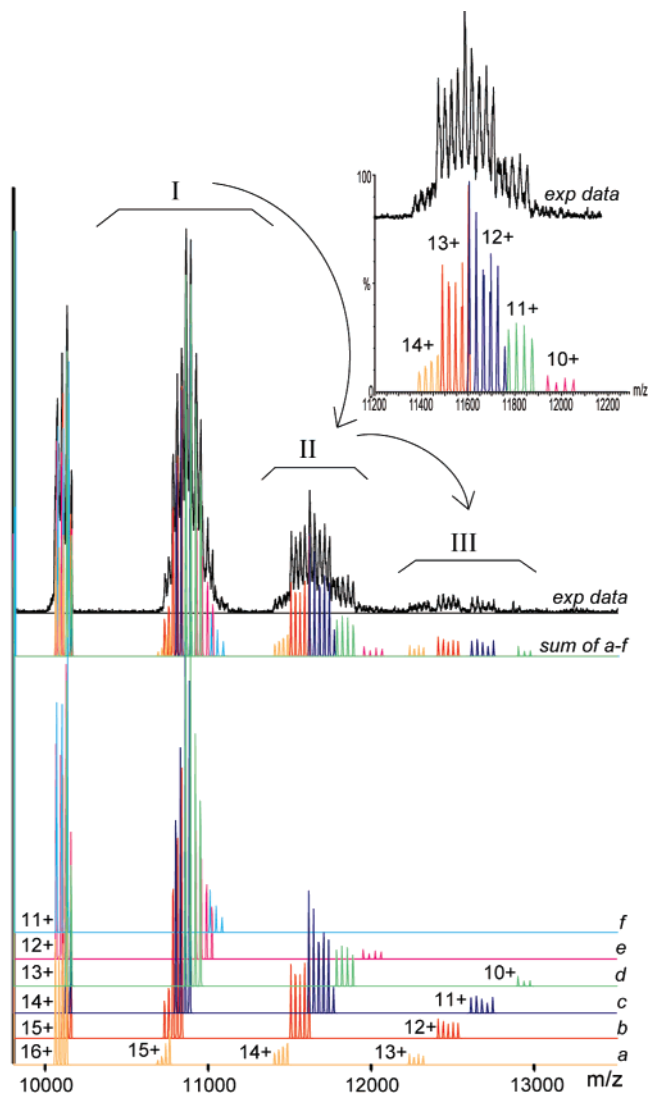 I
exp data
100
%
0
14+
13+
12+
11+
10+
11200
11400
11600
11800
12000
12200
m/z
II
III
exp data
sum of a-f
11+
f
12+
e
13+
10+
d
14+
11+
c
15+
12+
b
16+
15+
14+
13+
a
10000
11000
12000
13000
m/z